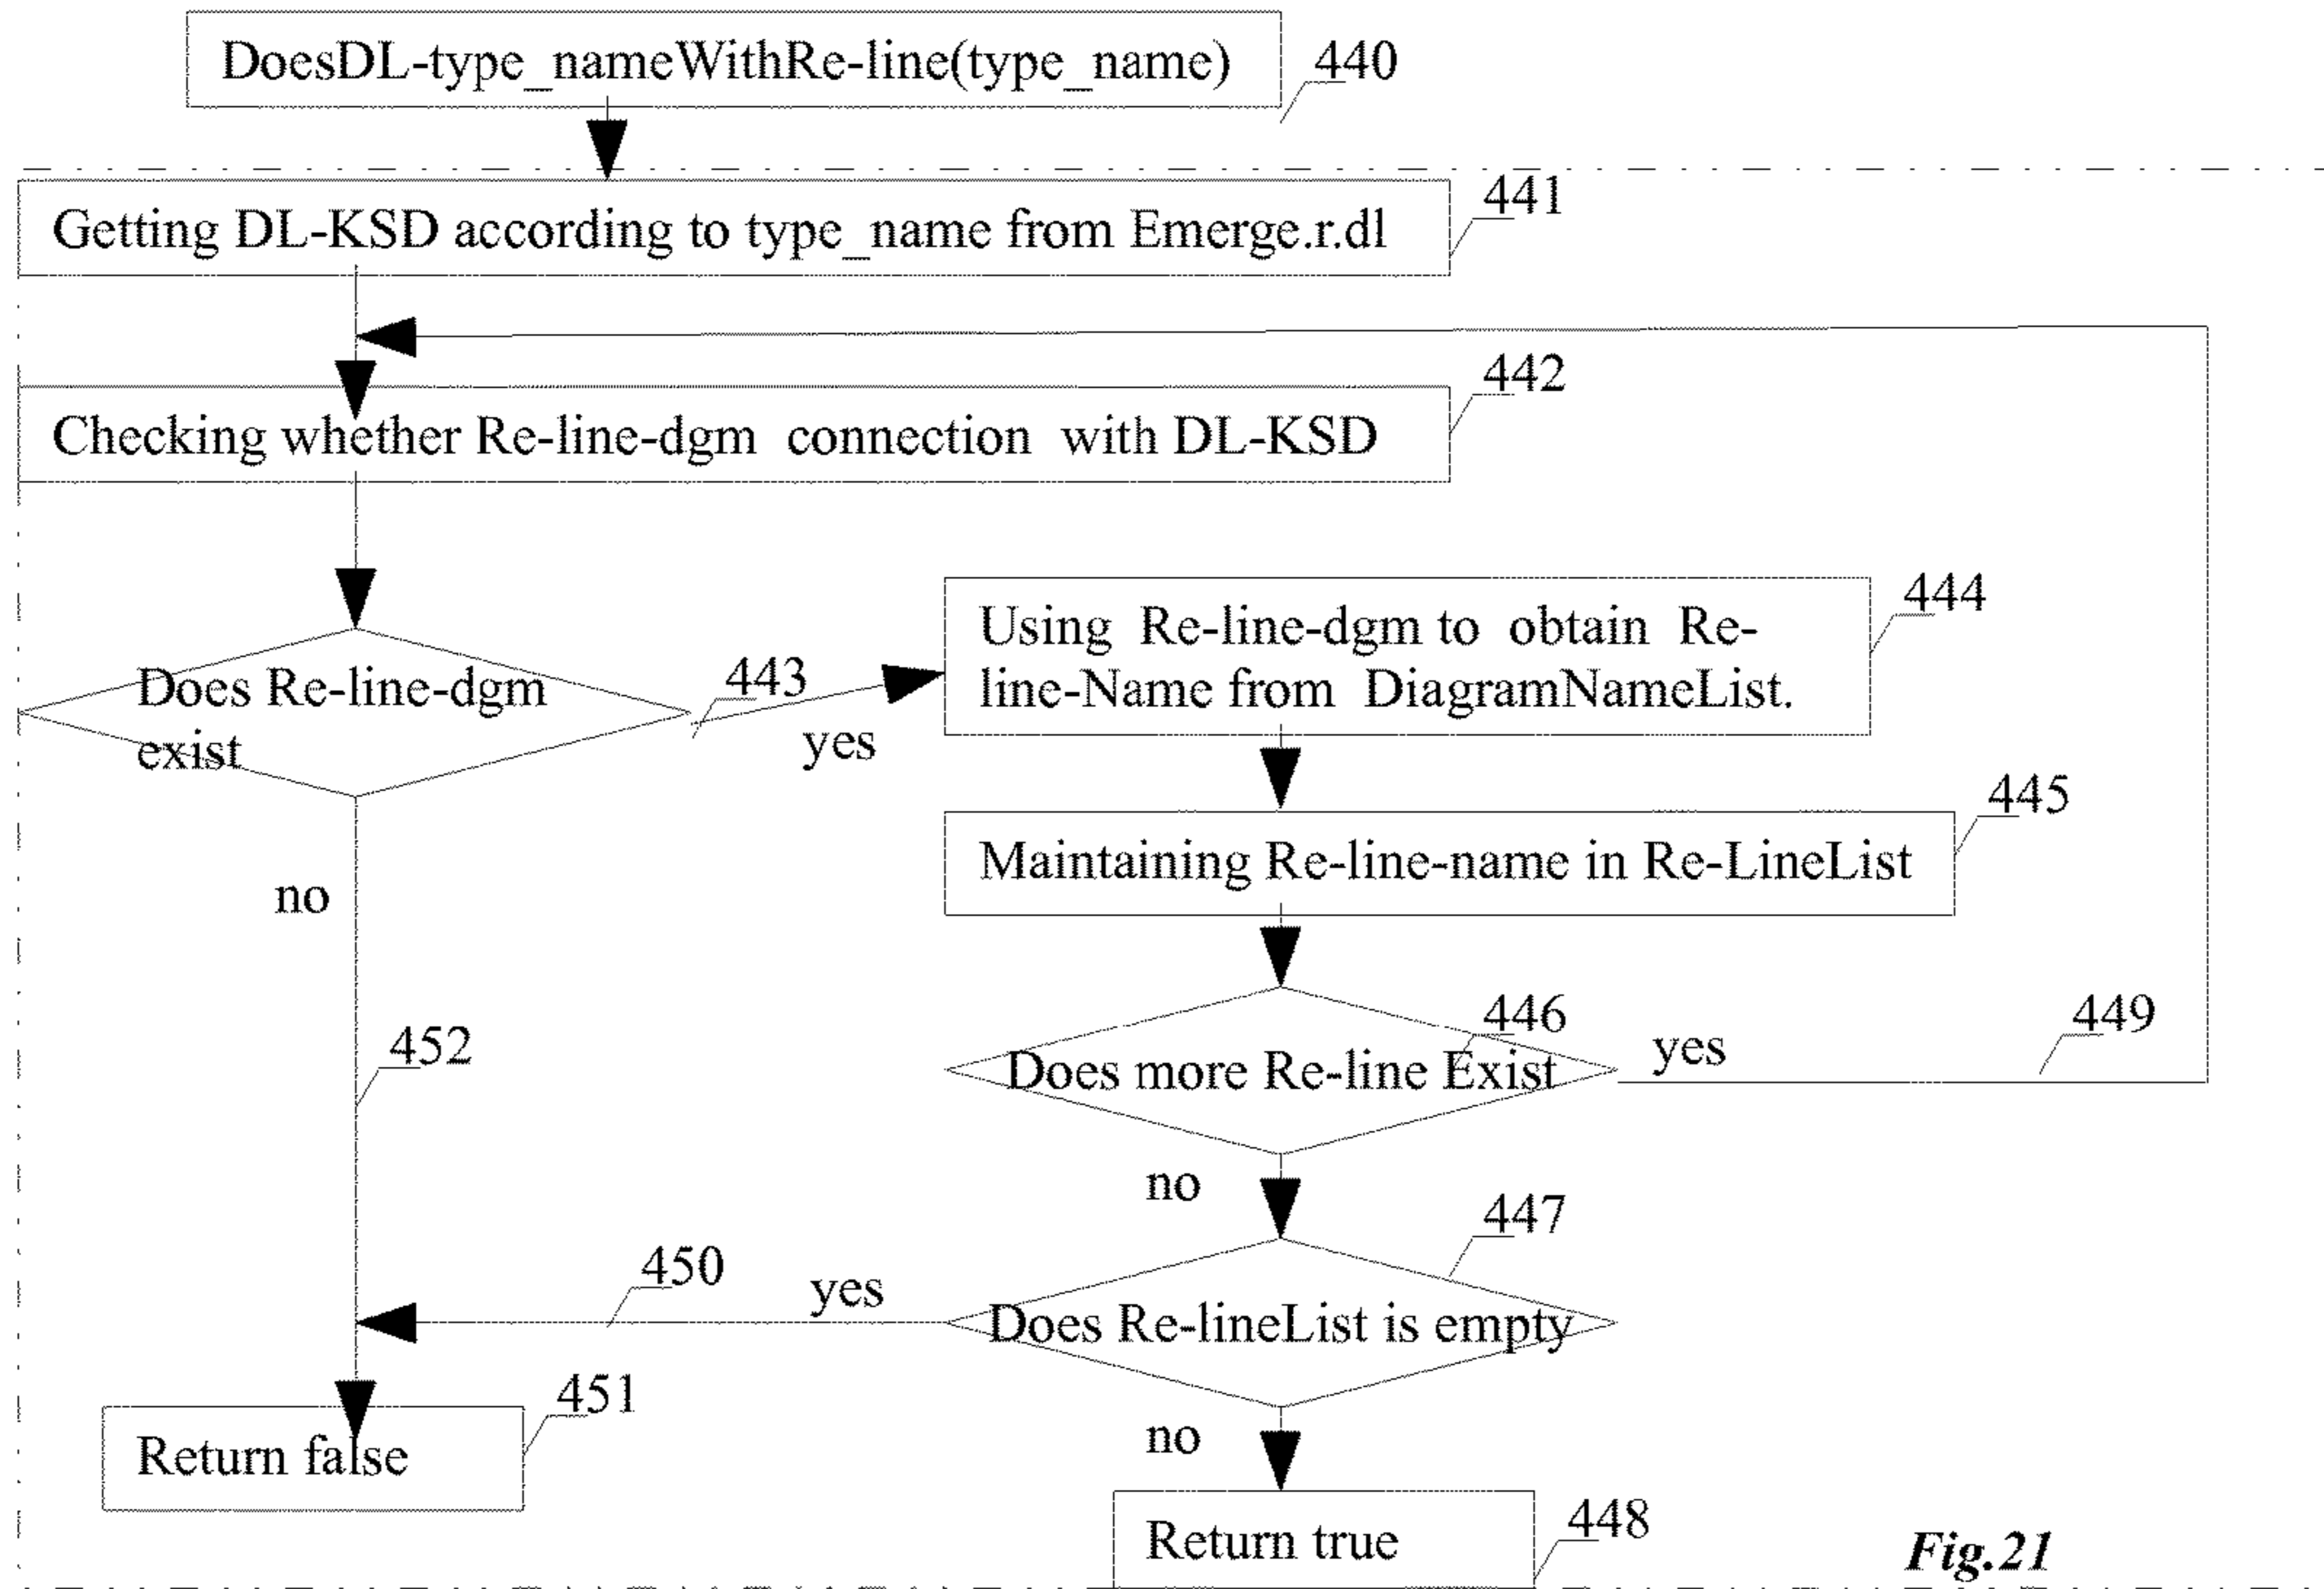 DoesDL-type_nameWithRe-line(type_name)
440
Getting DL-KSD according to type_name from Emerge.r.dl
441
Checking whether Re-line-dgm connection with DL-KSD
442
Does Re-line-dgm
exist
443
yes
no
Using Re-line-dgm to obtain Re-
line-Name from DiagramNameList.
444
Maintaining Re-line-name in Re-LineList
445
Does more Re-line Exist
446
yes
449
no
452
Does Re-lineList is empty
447
yes
450
no
Return false
451
Return true
448
Fig.21